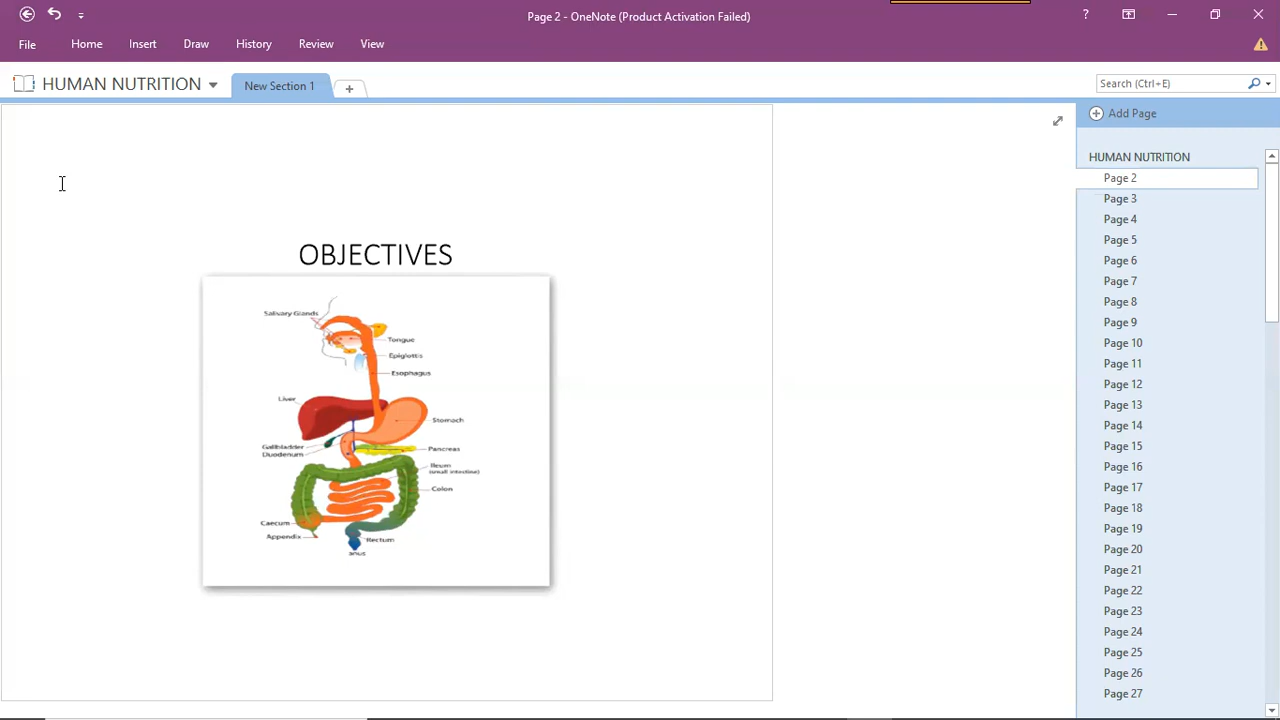 Page 2 - OneNote (Product Activation Failed)
?
File Home Insert Draw History Review View
HUMAN NUTRITION
New Section 1
Search (Ctrl+E)
Add Page
HUMAN NUTRITION
Page 2
Page 3
Page 4
Page 5
Page 6
Page 7
Page 8
Page 9
Page 10
Page 11
Page 12
Page 13
Page 14
Page 15
Page 16
Page 17
Page 18
Page 19
Page 20
Page 21
Page 22
Page 23
Page 24
Page 25
Page 26
Page 27
OBJECTIVES
Salivary Glands
Tongue
Epiglottis
Esophagus
Liver
Stomach
Gallbladder
Duodenum
Pancreas
Ileum
(small intestine)
Colon
Caecum
Appendix
Rectum
anus